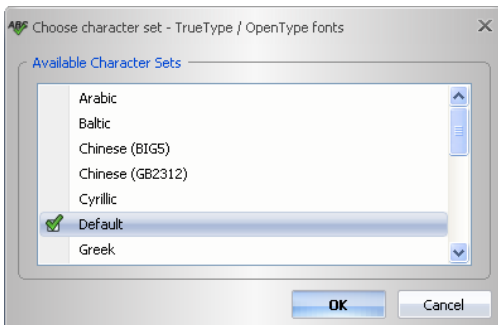 ABC Choose character set - TrueType / OpenType fonts
Available Character Sets
Arabic
Baltic
Chinese (BIG5)
Chinese (GB2312)
Cyrillic
Default
Greek
OK Cancel